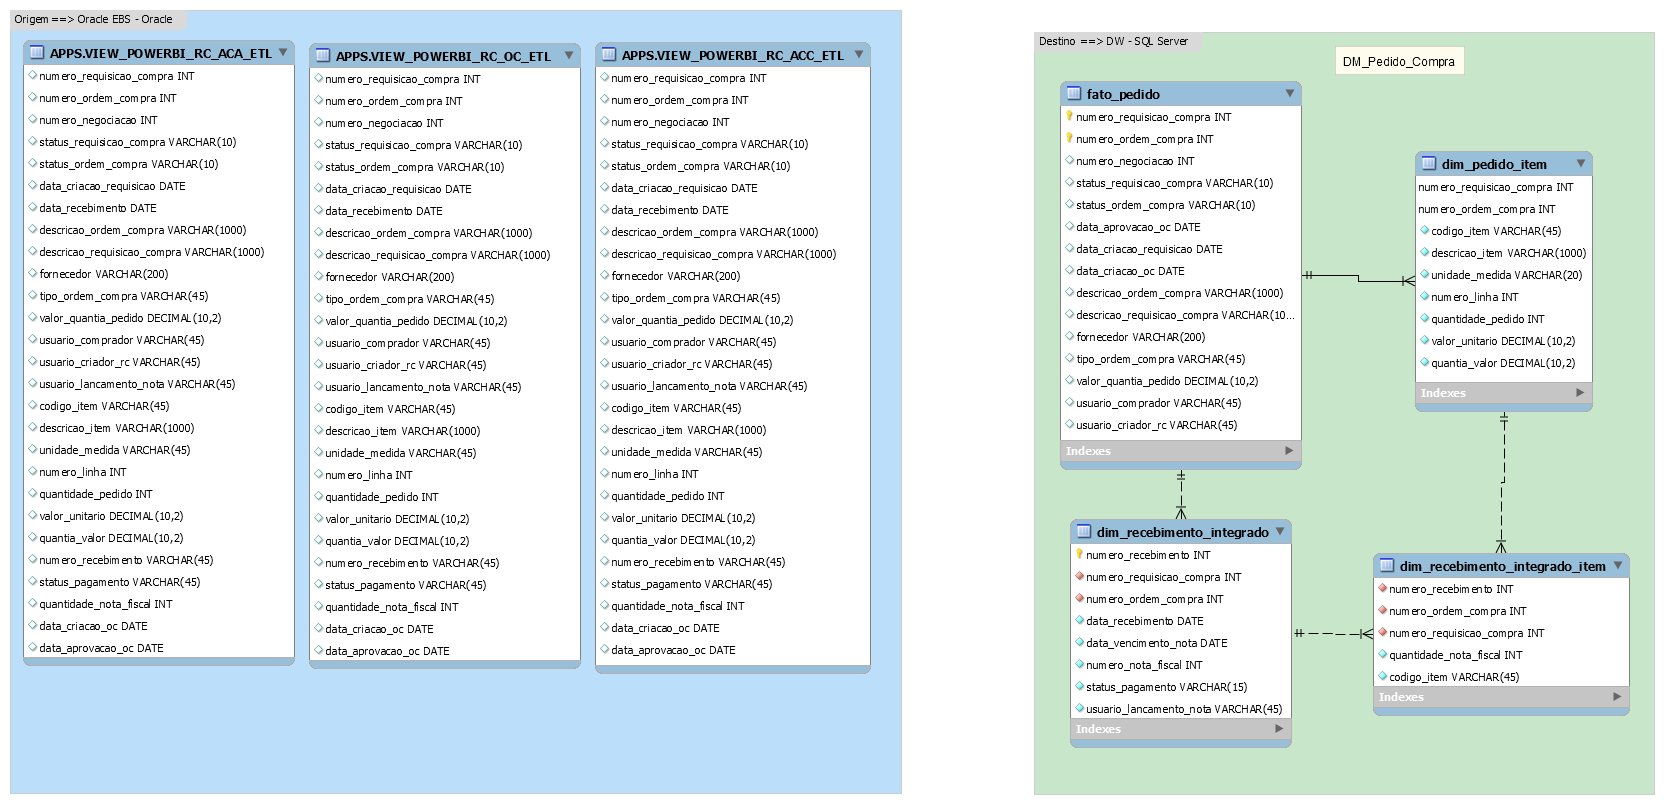 Origem ==> Oracle EBS - Oracle
APPS.VIEW_POWERBI_RC_ACA_ETL
numero_requisicao_compra INT
numero_ordem_compra INT
numero_negociacao INT
status_requisicao_compra VARCHAR(10)
status_ordem_compra VARCHAR(10)
data_criacao_requisicao DATE
data_recebimento DATE
descricao_ordem_compra VARCHAR(1000)
descricao_requisicao_compra VARCHAR(1000)
fornecedor VARCHAR(200)
tipo_ordem_compra VARCHAR(45)
valor_quantia_pedido DECIMAL(10,2)
usuario_comprador VARCHAR(45)
usuario_criador_rc VARCHAR(45)
usuario_lancamento_nota VARCHAR(45)
codigo_item VARCHAR(45)
descricao_item VARCHAR(1000)
unidade_medida VARCHAR(45)
numero_linha INT
quantidade_pedido INT
valor_unitario DECIMAL(10,2)
quantia_valor DECIMAL(10,2)
numero_recebimento VARCHAR(45)
status_pagamento VARCHAR(45)
quantidade_nota_fiscal INT
data_criacao_oc DATE
data_aprovacao_oc DATE
APPS.VIEW_POWERBI_RC_OC_ETL
numero_requisicao_compra INT
numero_ordem_compra INT
numero_negociacao INT
status_requisicao_compra VARCHAR(10)
status_ordem_compra VARCHAR(10)
data_criacao_requisicao DATE
data_recebimento DATE
descricao_ordem_compra VARCHAR(1000)
descricao_requisicao_compra VARCHAR(1000)
fornecedor VARCHAR(200)
tipo_ordem_compra VARCHAR(45)
valor_quantia_pedido DECIMAL(10,2)
usuario_comprador VARCHAR(45)
usuario_criador_rc VARCHAR(45)
usuario_lancamento_nota VARCHAR(45)
codigo_item VARCHAR(45)
descricao_item VARCHAR(1000)
unidade_medida VARCHAR(45)
numero_linha INT
quantidade_pedido INT
valor_unitario DECIMAL(10,2)
quantia_valor DECIMAL(10,2)
numero_recebimento VARCHAR(45)
status_pagamento VARCHAR(45)
quantidade_nota_fiscal INT
data_criacao_oc DATE
data_aprovacao_oc DATE
APPS.VIEW_POWERBI_RC_ACC_ETL
numero_requisicao_compra INT
numero_ordem_compra INT
numero_negociacao INT
status_requisicao_compra VARCHAR(10)
status_ordem_compra VARCHAR(10)
data_criacao_requisicao DATE
data_recebimento DATE
descricao_ordem_compra VARCHAR(1000)
descricao_requisicao_compra VARCHAR(1000)
fornecedor VARCHAR(200)
tipo_ordem_compra VARCHAR(45)
valor_quantia_pedido DECIMAL(10,2)
usuario_comprador VARCHAR(45)
usuario_criador_rc VARCHAR(45)
usuario_lancamento_nota VARCHAR(45)
codigo_item VARCHAR(45)
descricao_item VARCHAR(1000)
unidade_medida VARCHAR(45)
numero_linha INT
quantidade_pedido INT
valor_unitario DECIMAL(10,2)
quantia_valor DECIMAL(10,2)
numero_recebimento VARCHAR(45)
status_pagamento VARCHAR(45)
quantidade_nota_fiscal INT
data_criacao_oc DATE
data_aprovacao_oc DATE
Destino ==> DW - SQL Server
DM_Pedido_Compra
fato_pedido
numero_requisicao_compra INT
numero_ordem_compra INT
numero_negociacao INT
status_requisicao_compra VARCHAR(10)
status_ordem_compra VARCHAR(10)
data_aprovacao_oc DATE
data_criacao_requisicao DATE
data_criacao_oc DATE
descricao_ordem_compra VARCHAR(1000)
descricao_requisicao_compra VARCHAR(10...
fornecedor VARCHAR(200)
tipo_ordem_compra VARCHAR(45)
valor_quantia_pedido DECIMAL(10,2)
usuario_comprador VARCHAR(45)
usuario_criador_rc VARCHAR(45)
Indexes
dim_pedido_item
numero_requisicao_compra INT
numero_ordem_compra INT
codigo_item VARCHAR(45)
descricao_item VARCHAR(1000)
unidade_medida VARCHAR(20)
numero_linha INT
quantidade_pedido INT
valor_unitario DECIMAL(10,2)
quantia_valor DECIMAL(10,2)
Indexes
dim_recebimento_integrado
numero_recebimento INT
numero_requisicao_compra INT
numero_ordem_compra INT
data_recebimento DATE
data_vencimento_nota DATE
numero_nota_fiscal INT
status_pagamento VARCHAR(15)
usuario_lancamento_nota VARCHAR(45)
Indexes
dim_recebimento_integrado_item
numero_recebimento INT
numero_ordem_compra INT
numero_requisicao_compra INT
quantidade_nota_fiscal INT
codigo_item VARCHAR(45)
Indexes